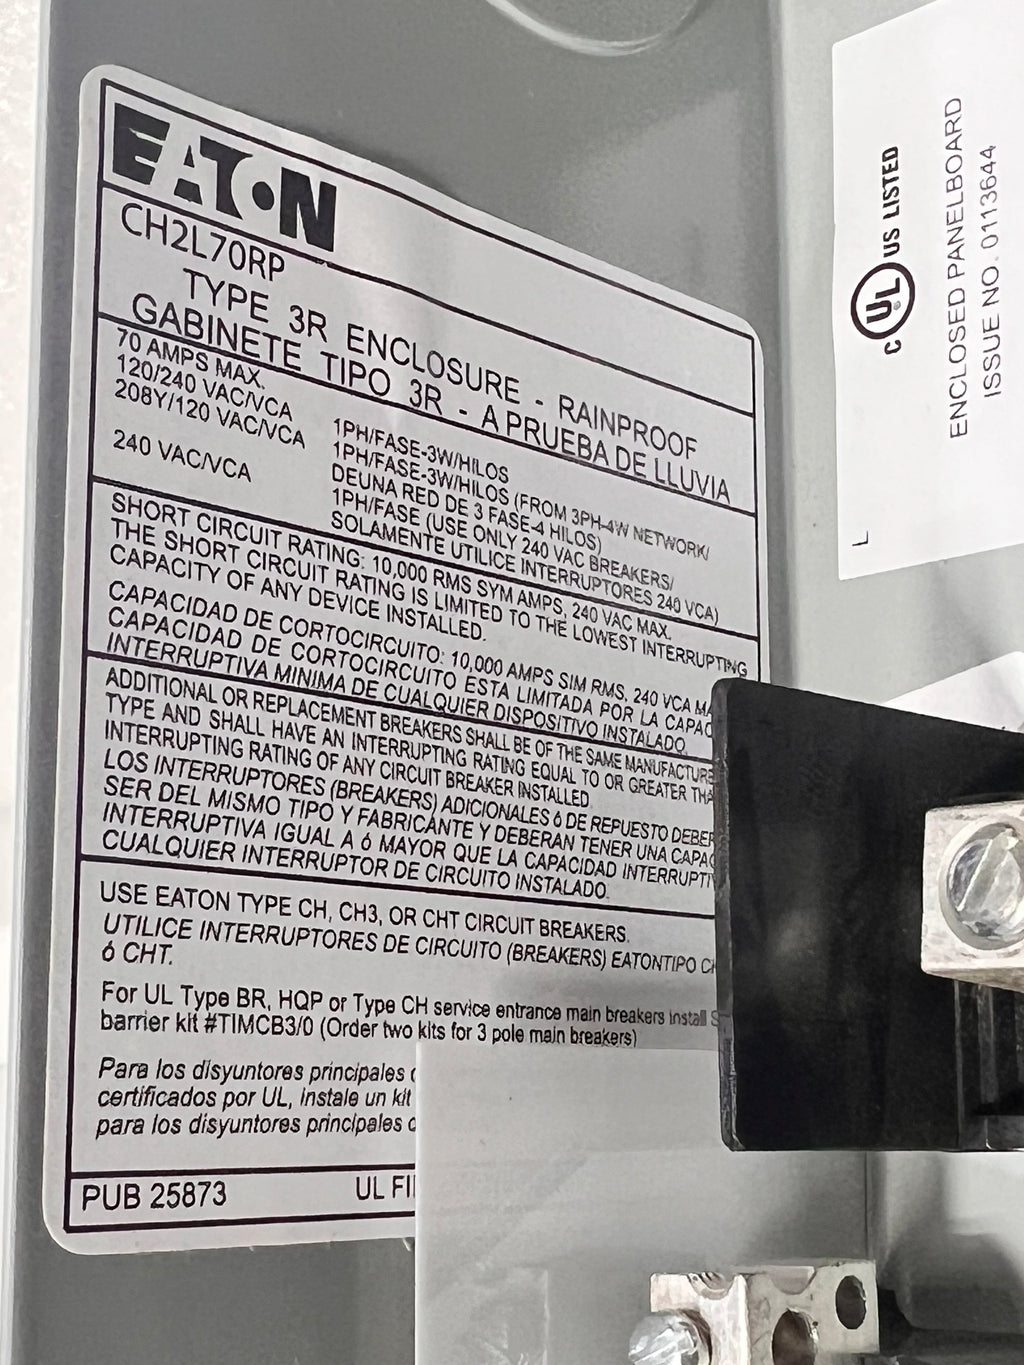 EATON
CH2L70RP
TYPE 3R ENCLOSURE - RAINPROOF
GABINETE TIPO 3R - A PRUEBA DE LLUVIA
70 AMPS MAX.
120/240 VAC/VCA 1PH/FASE-3W/HILOS
208Y/120 VAC/VCA 1PH/FASE-3W/HILOS (FROM 3PH-4W NETWORK/
DEUNA RED DE 3 FASE-4 HILOS)
240 VAC/VCA 1PH/FASE (USE ONLY 240 VAC BREAKERS/
SOLAMENTE UTILICE INTERRUPTORES 240 VCA)
SHORT CIRCUIT RATING: 10,000 RMS SYM AMPS, 240 VAC MAX.
THE SHORT CIRCUIT RATING IS LIMITED TO THE LOWEST INTERRUPTING
CAPACITY OF ANY DEVICE INSTALLED.
CAPACIDAD DE CORTOCIRCUITO: 10,000 AMPS SIM RMS, 240 VCA
CAPACIDAD DE CORTOCIRCUITO ESTA LIMITADA POR LA
INTERRUPTIVA MINIMA DE CUALQUIER DISPOSITIVO INSTALADO.
ADDITIONAL OR REPLACEMENT BREAKERS SHALL BE OF THE SAME
TYPE AND SHALL HAVE AN INTERRUPTING RATING EQUAL TO OR GREATER
INTERRUPTING RATING OF ANY CIRCUIT BREAKER INSTALLED.
LOS INTERRUPTORES (BREAKERS) ADICIONALES ó DE REPUESTO
SER DEL MISMO TIPO Y FABRICANTE Y DEBERAN TENER UNA
INTERRUPTIVA IGUAL A ó MAYOR QUE LA CAPACIDAD
CUALQUIER INTERRUPTOR DE CIRCUITO INSTALADO.
USE EATON TYPE CH, CH3, OR CHT CIRCUIT BREAKERS.
UTILICE INTERRUPTORES DE CIRCUITO (BREAKERS) EATONTIPO
ó CHT.
For UL Type BR, HQP or Type CH service entrance main breakers install
barrier kit #TIMCB3/0 (Order two kits for 3 pole main breakers)
Para los disyuntores principales
certificados por UL, instale un kit
para los disyuntores principales
PUB 25873 UL
C UL US LISTED
ENCLOSED PANELBOARD
ISSUE NO. 0113644
L